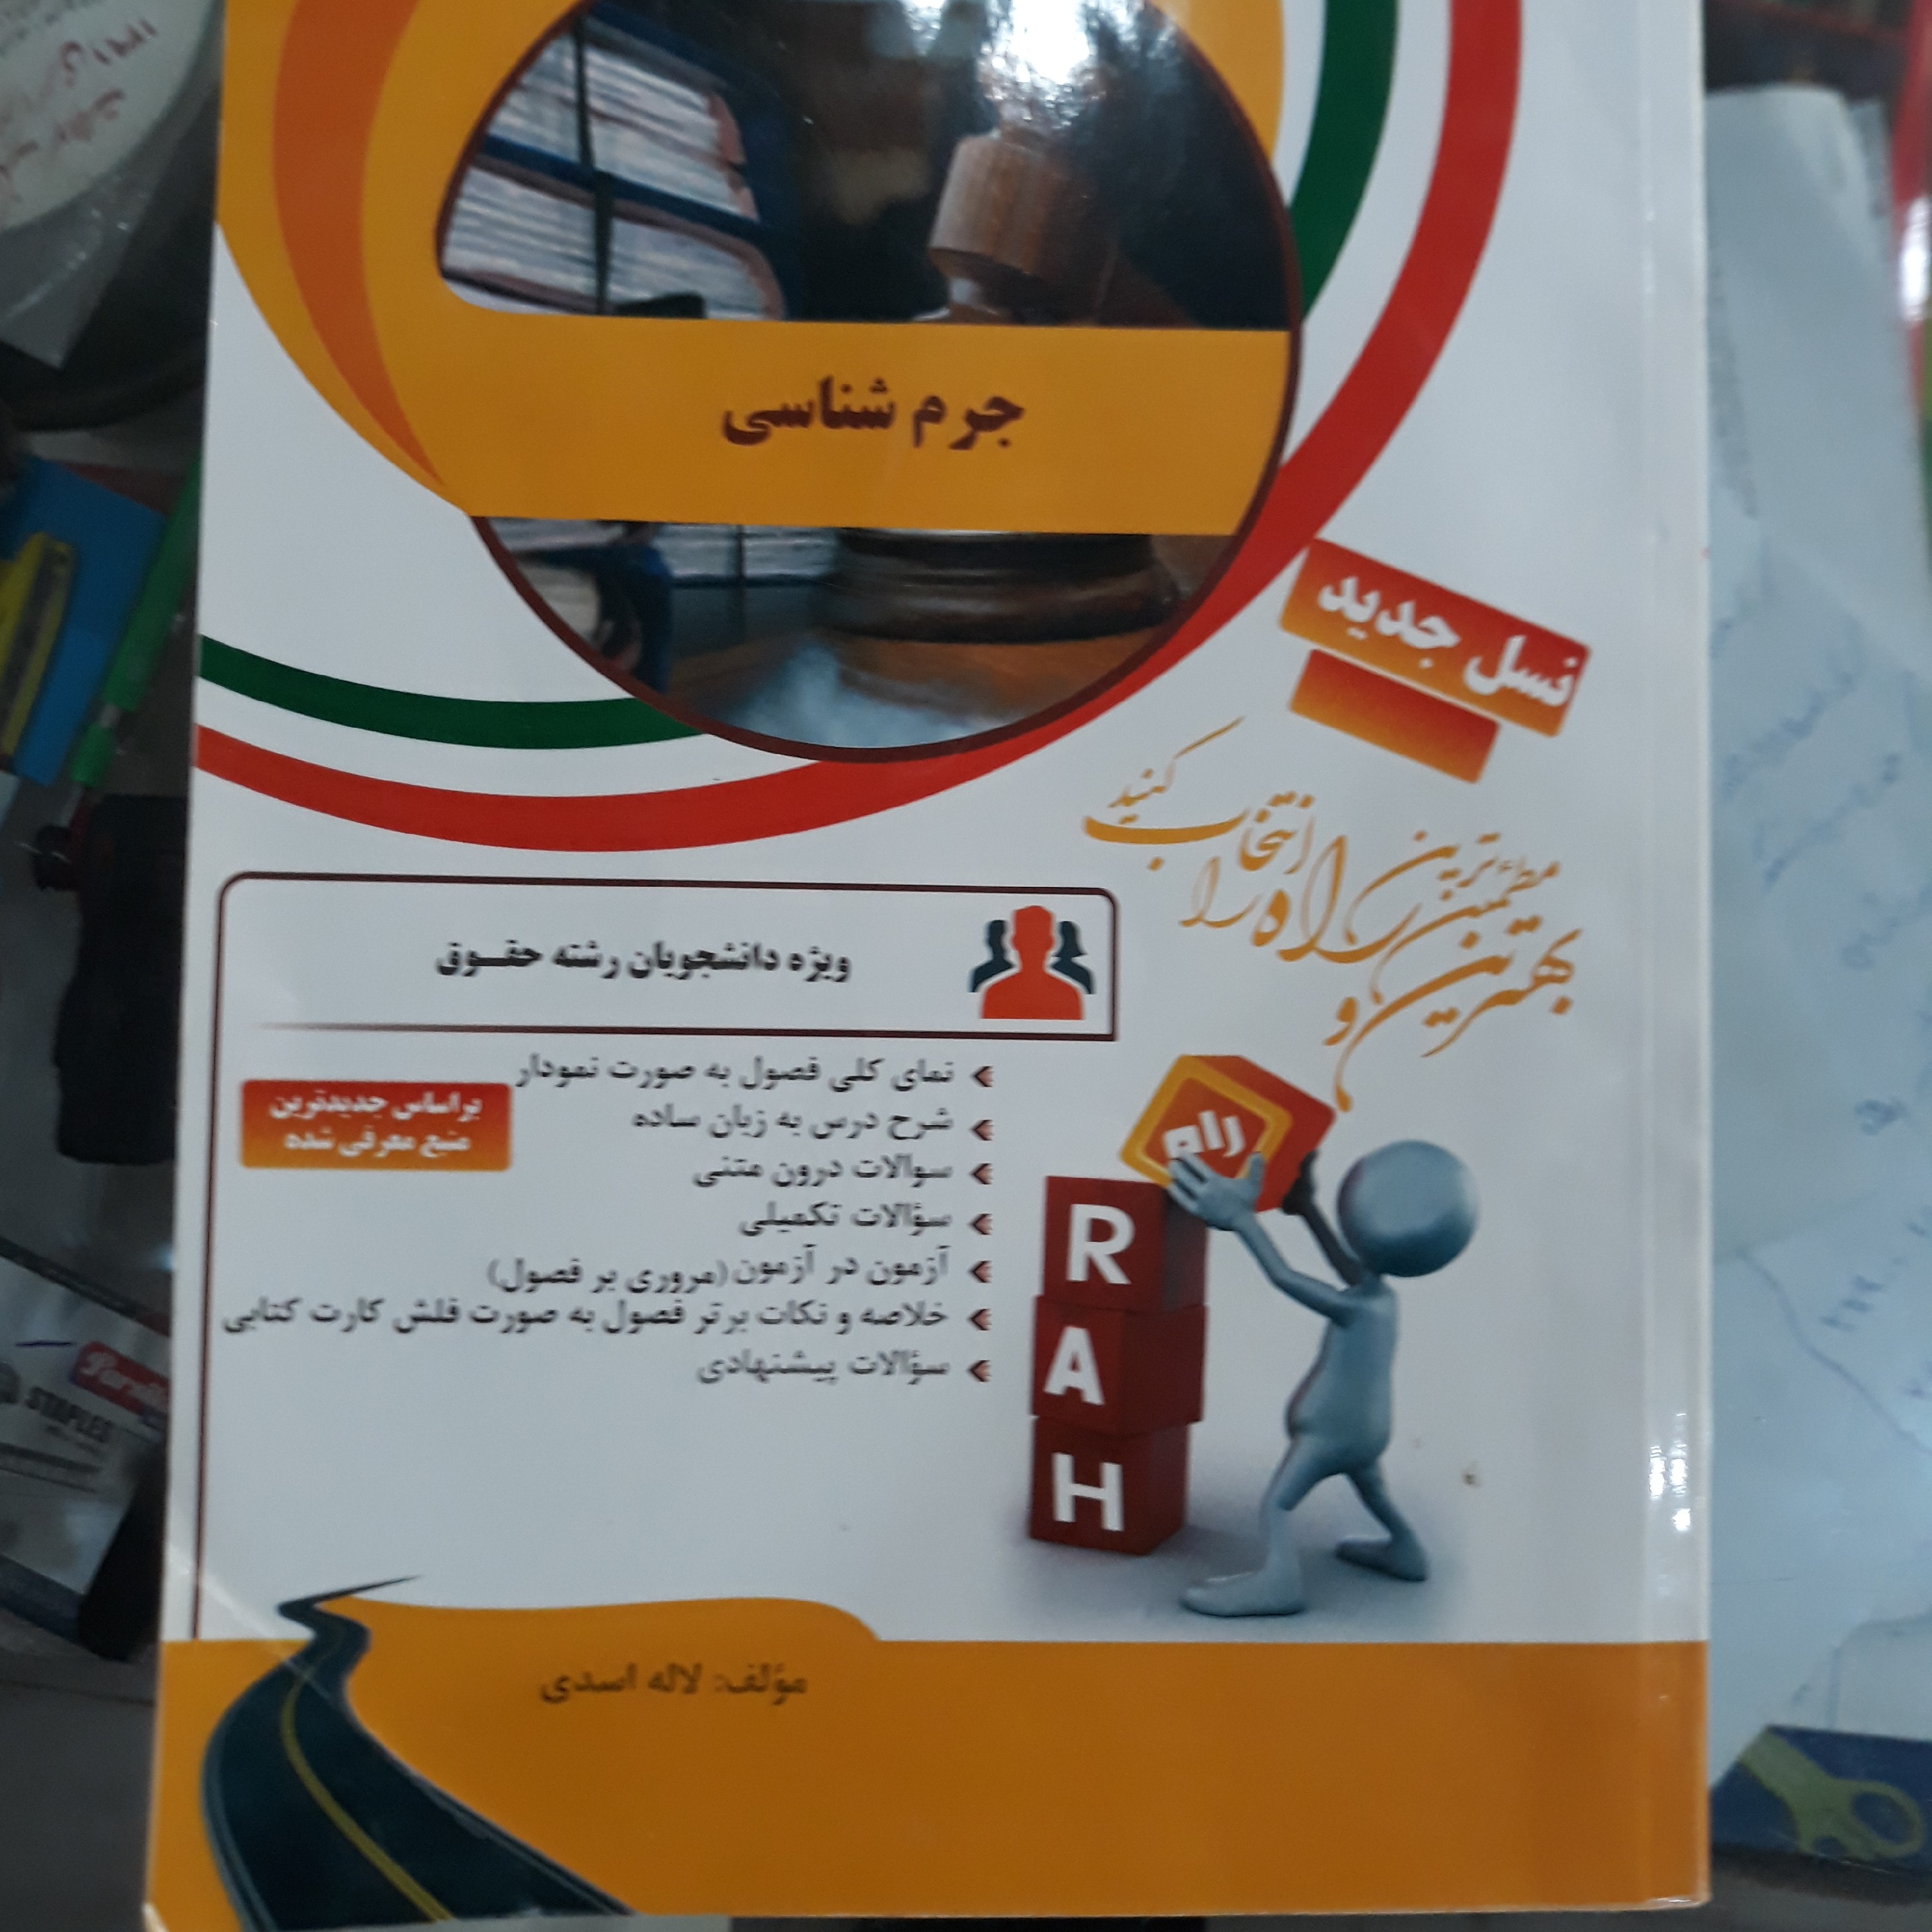 جرم شناسی
نسل جدید
بهترین و مطمئن ترین راه را انتخاب کنید
ویژه دانشجویان رشته حقوق
نمای کلی فصول به صورت نمودار
شرح درس به زبان ساده
سوالات درون متنی
سؤالات تکمیلی
آزمون در آزمون (مروری بر فصول)
خلاصه و نکات برتر فصول به صورت فلش کارت کتابی
سؤالات پیشنهادی
براساس جدیدترین
منبع معرفی شده
راه
R
A
H
مؤلف: لاله اسدی
STAPLES